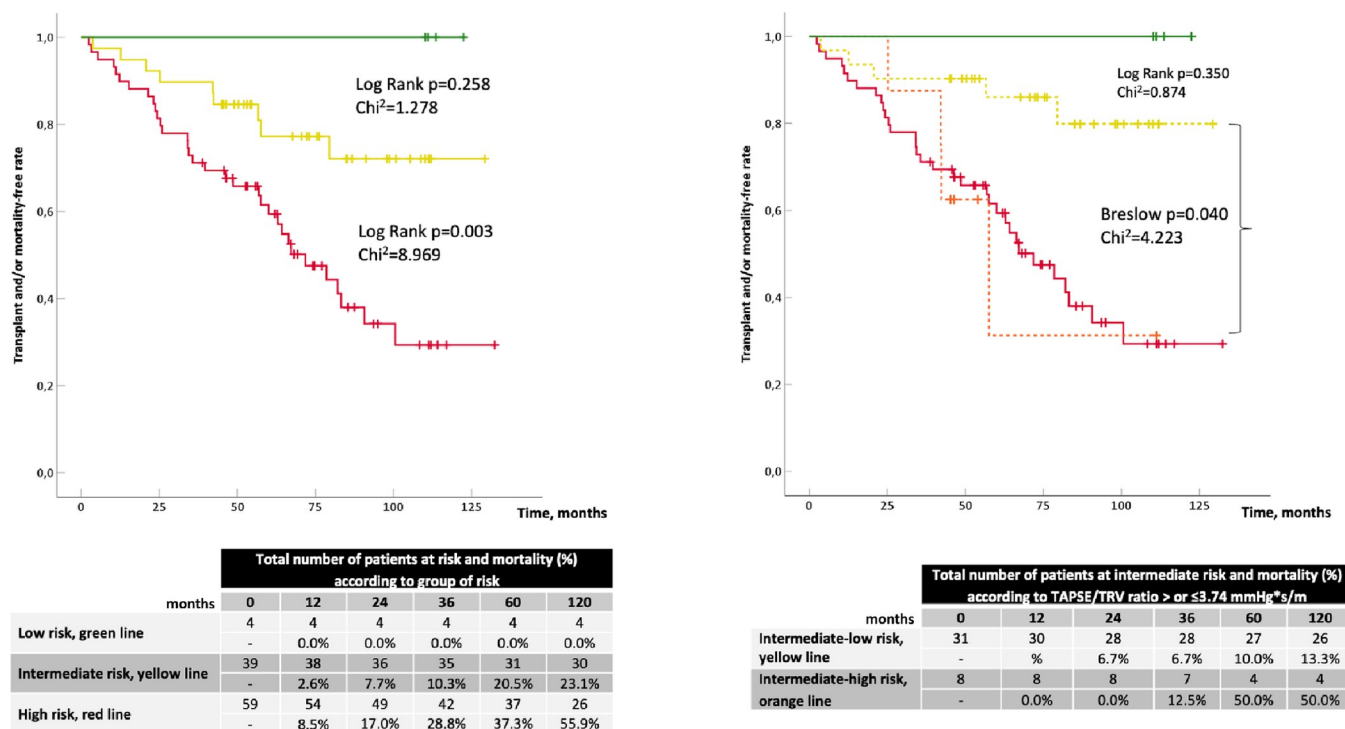 Transplant and/or mortality-free rate
1,0
0,8
0,6
0,4
0,2
0,0
Log Rank p=0.258
Chi²=1.278
Log Rank p=0.003
Chi²=8.969
0 25 50 75 100 125
Time, months
Total number of patients at risk and mortality (%)
according to group of risk
months 0 12 24 36 60 120
Low risk, green line 4 4 4 4 4 4
- 0.0% 0.0% 0.0% 0.0% 0.0%
Intermediate risk, yellow line 39 38 36 35 31 30
- 2.6% 7.7% 10.3% 20.5% 23.1%
High risk, red line 59 54 49 42 37 26
- 8.5% 17.0% 28.8% 37.3% 55.9%
Transplant and/or mortality-free rate
1,0
0,8
0,6
0,4
0,2
0,0
Log Rank p=0.350
Chi²=0.874
Breslow p=0.040
Chi²=4.223
0 25 50 75 100 125
Time, months
Total number of patients at intermediate risk and mortality (%)
according to TAPSE/TRV ratio > or ≤3.74 mmHg*s/m
months 0 12 24 36 60 120
Intermediate-low risk, 31 30 28 28 27 26
yellow line - % 6.7% 6.7% 10.0% 13.3%
Intermediate-high risk, 8 8 8 7 4 4
orange line - 0.0% 0.0% 12.5% 50.0% 50.0%